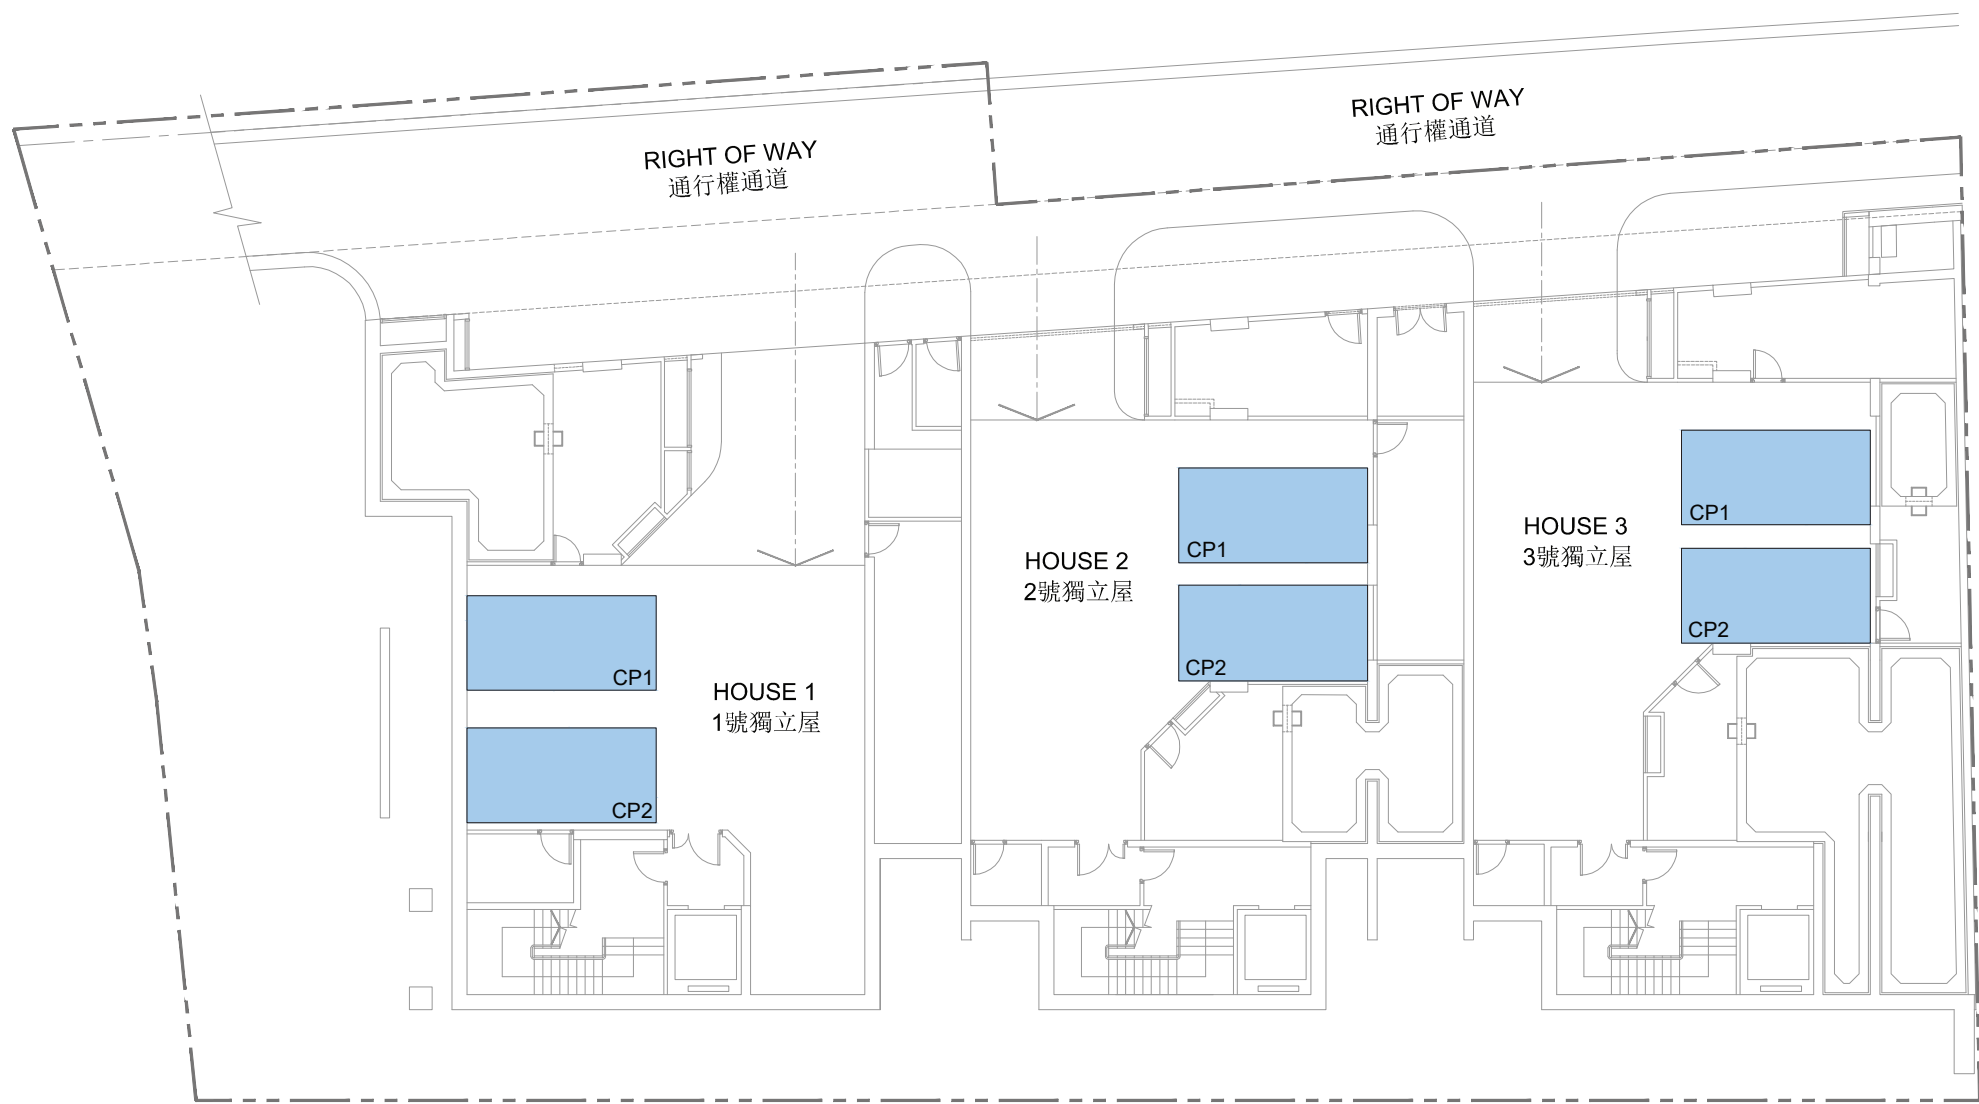 RIGHT OF WAY
通行權通道
RIGHT OF WAY
通行權通道
HOUSE 1
1號獨立屋
CP1
CP2
HOUSE 2
2號獨立屋
CP1
CP2
HOUSE 3
3號獨立屋
CP1
CP2